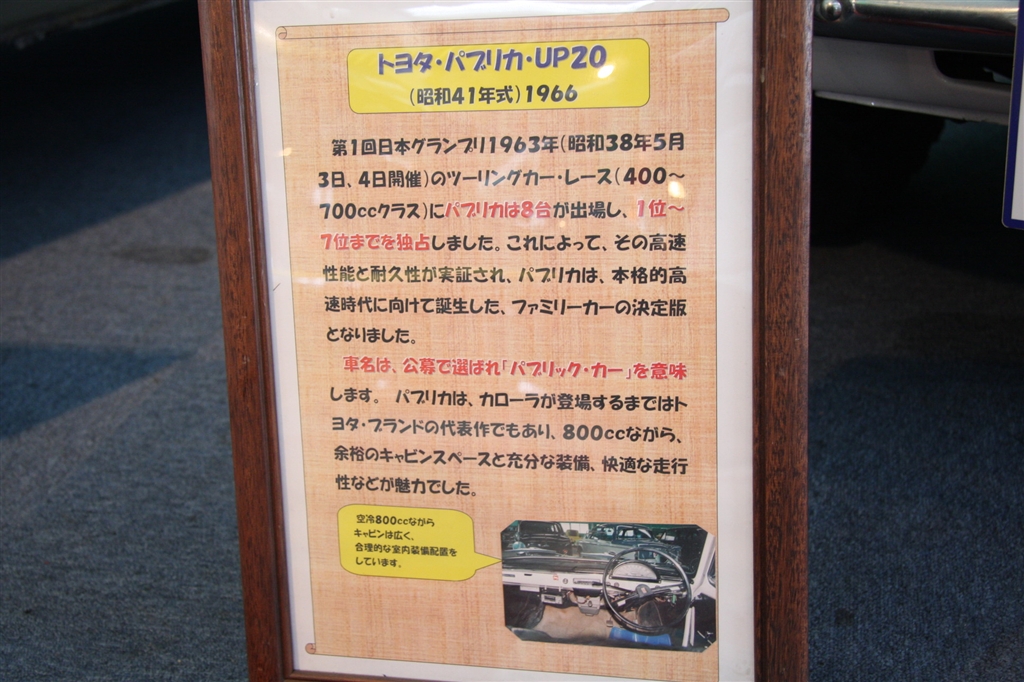 トヨタ・パブリカ・UP20
(昭和41年式)1966
第1回日本グランプリ1963年(昭和38年5月
3日、4日開催)のツーリングカー・レース(400～
700ccクラス)にパブリカは8台が出場し、1位～
7位までを独占しました。これによって、その高速
性能と耐久性が実証され、パブリカは、本格的高
速時代に向けて誕生した、ファミリーカーの決定版
となりました。
車名は、公募で選ばれ「パブリック・カー」を意味
します。 パブリカは、カローラが登場するまではト
ヨタ・ブランドの代表作でもあり、800ccながら、
余裕のキャビンスペースと充分な装備、快適な走行
性などが魅力でした。
空冷800ccながら
キャビンは広く、
合理的な室内装備配置を
しています。